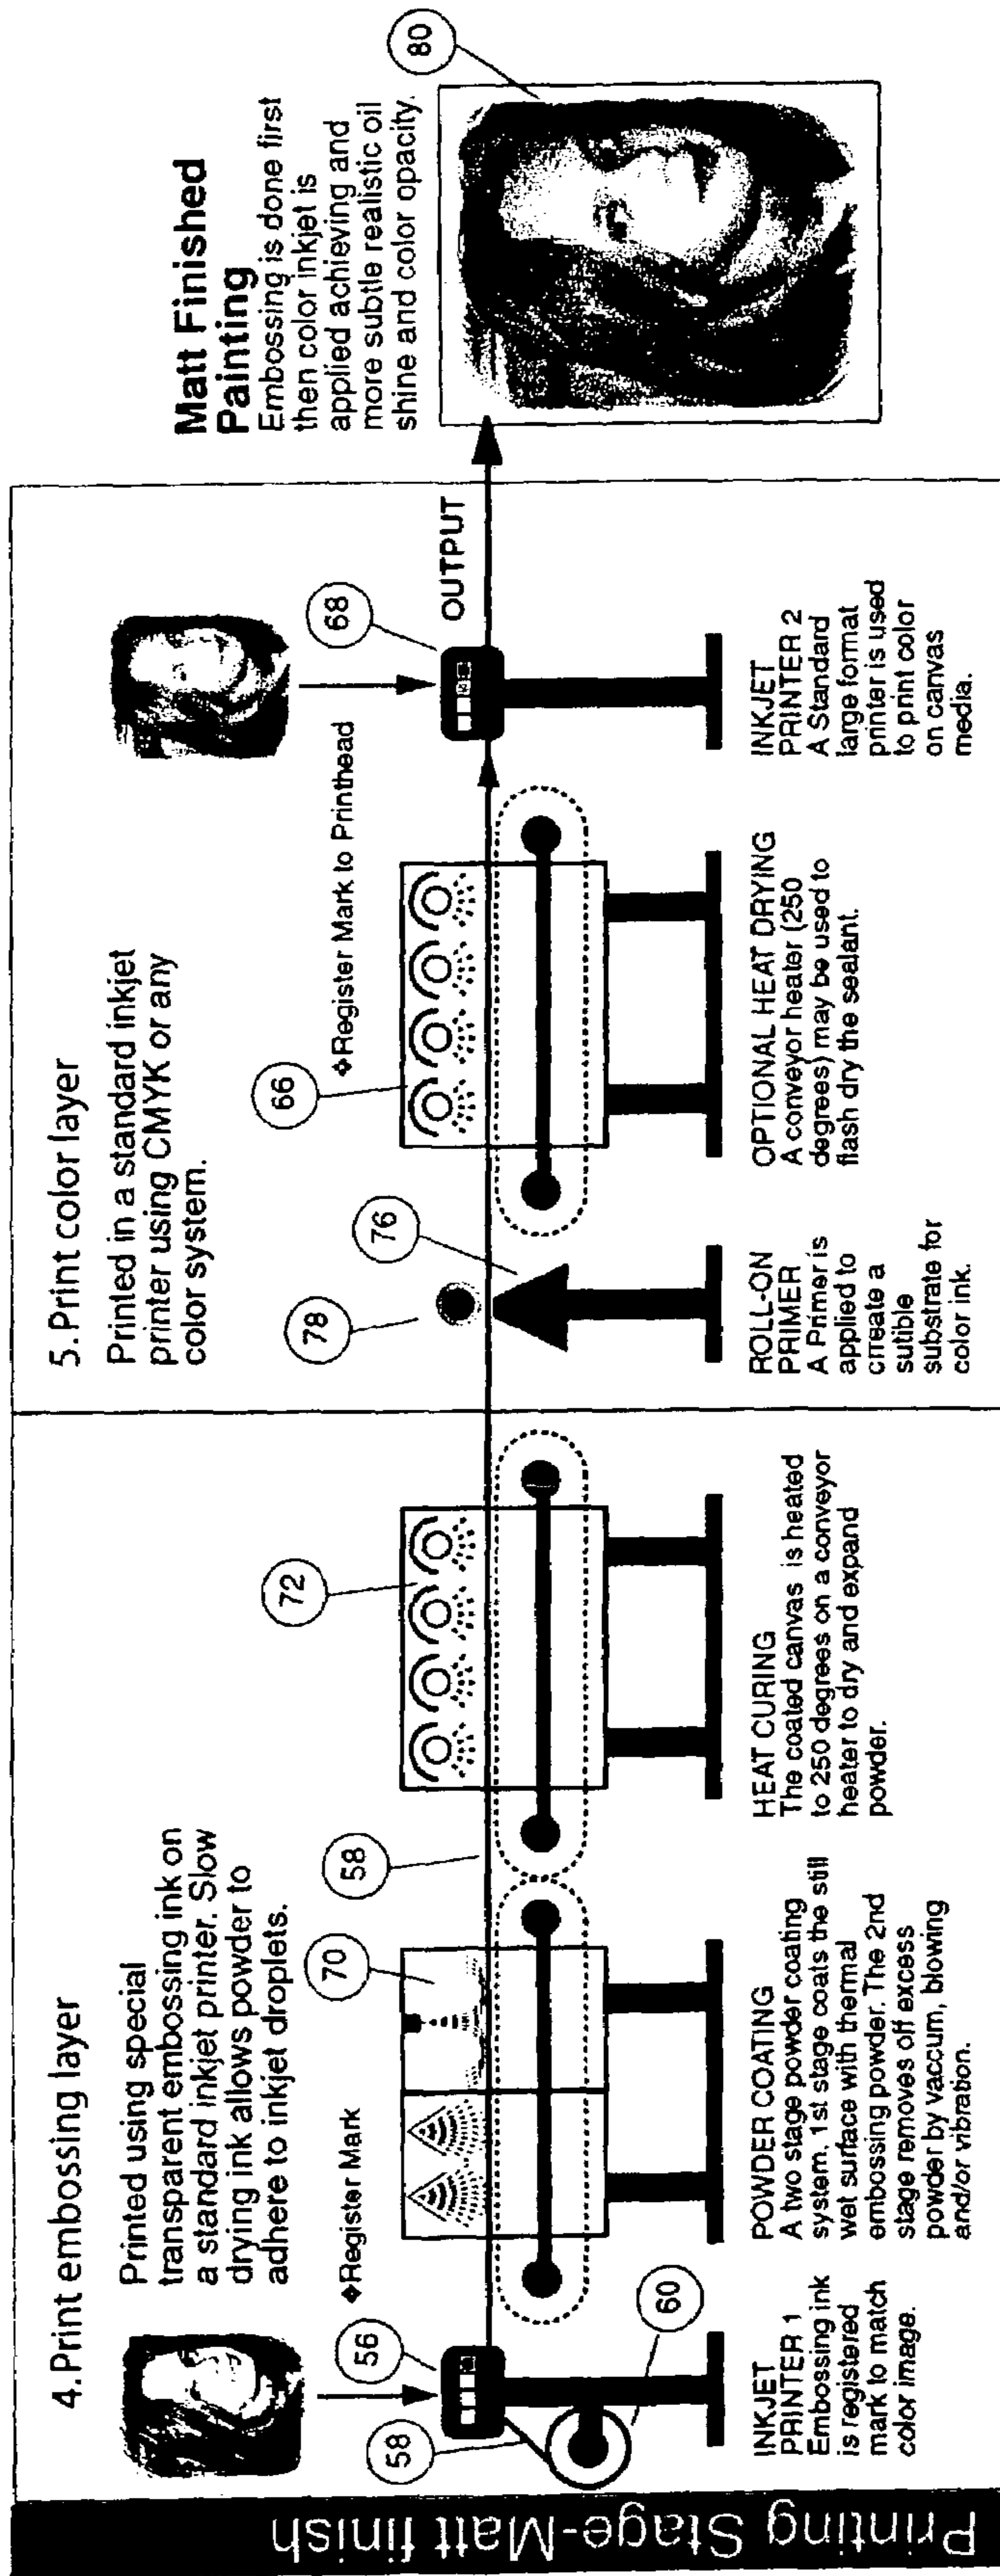 Printing Stage-Matt finish
4.Print embossing layer
Printed using special
transparent embossing ink on
a standard inkjet printer. Slow
drying ink allows powder to
adhere to inkjet droplets.
Register Mark
56
58
60
70
58
72
INKJET
PRINTER 1
Embossing ink
is registered
mark to match
color image.
POWDER COATING
A two stage powder coating
system. 1 st stage coats the still
wet surface with thermal
embossing powder. The 2nd
stage removes off excess
powder by vaccum, blowing
and/or vibration.
HEAT CURING
The coated canvas is heated
to 250 degrees on a conveyor
heater to dry and expand
powder.
5.Print color layer
Printed in a standard inkjet
printer using CMYK or any
color system.
78
76
66
Register Mark to Printhead
68
OUTPUT
ROLL-ON
PRIMER
A Primer is
applied to
create a
sutible
substrate for
color ink.
OPTIONAL HEAT DRYING
A conveyor heater (250
degrees) may be used to
flash dry the sealant.
INKJET
PRINTER 2
A Standard
large format
printer is used
to print color
on canvas
media.
Matt Finished
Painting
Embossing is done first
then color inkjet is
applied achieving and
more subtle realistic oil
shine and color opacity.
80